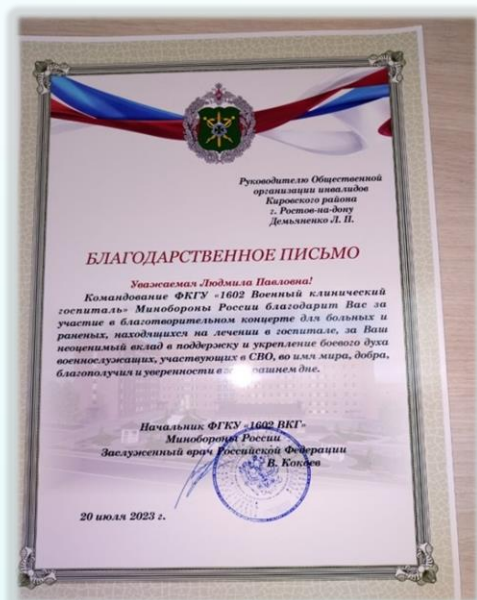 Руководителю Общественной
организации инвалидов
Кировского района
г. Ростов-на-дону
Демьяненко Л. П.
БЛАГОДАРСТВЕННОЕ ПИСЬМО
Уважаемая Людмила Павловна!
Командование ФКГУ «1602 Военный клинический
госпиталь» Минобороны России благодарит Вас за
участие в благотворительном концерте для больных и
раненых, находящихся на лечении в госпитале, за Ваш
неоценимый вклад в поддержку и укрепление боевого духа
военнослужащих, участвующих в СВО, во имя мира, добра,
благополучия и уверенности в завтрашнем дне.
Начальник ФГКУ «1602 ВКГ»
Минобороны России
Заслуженный врач Российской Федерации
В. Кокоев
20 июля 2023 г.